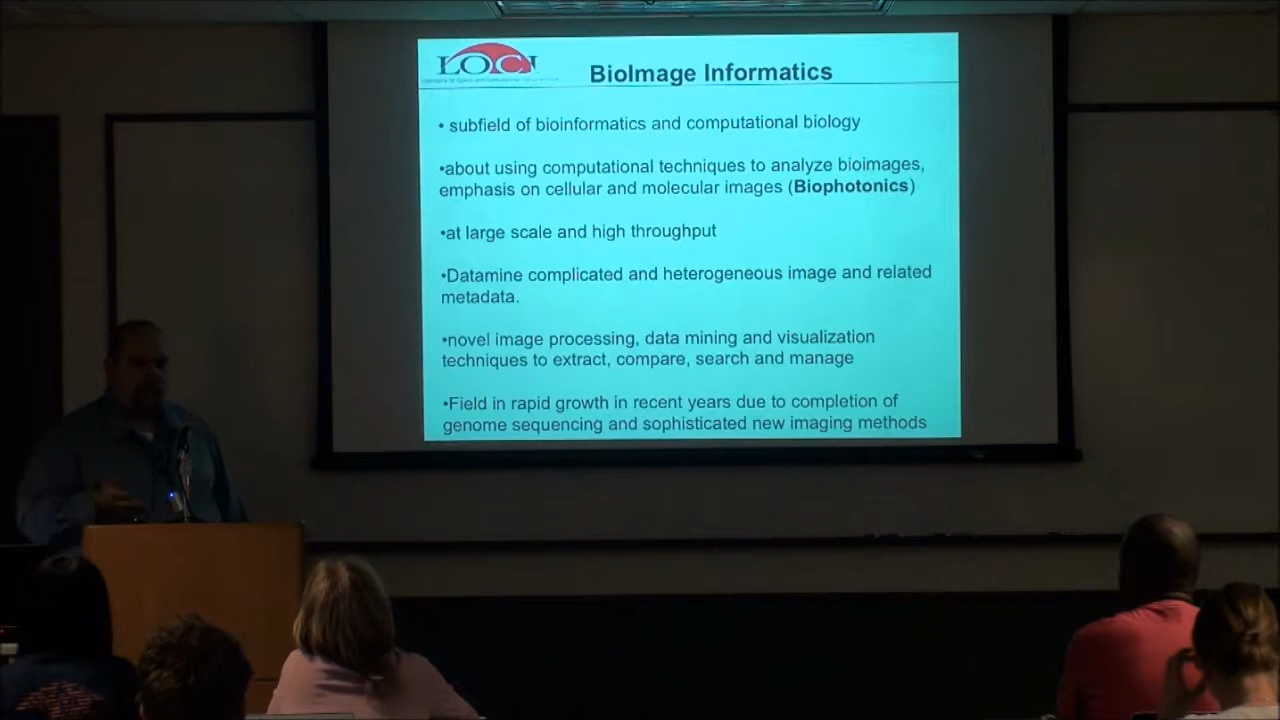 LOCI
BioImage Informatics
• subfield of bioinformatics and computational biology
•about using computational techniques to analyze bioimages,
emphasis on cellular and molecular images (Biophotonics)
•at large scale and high throughput
•Datamine complicated and heterogeneous image and related
metadata.
•novel image processing, data mining and visualization
techniques to extract, compare, search and manage
•Field in rapid growth in recent years due to completion of
genome sequencing and sophisticated new imaging methods